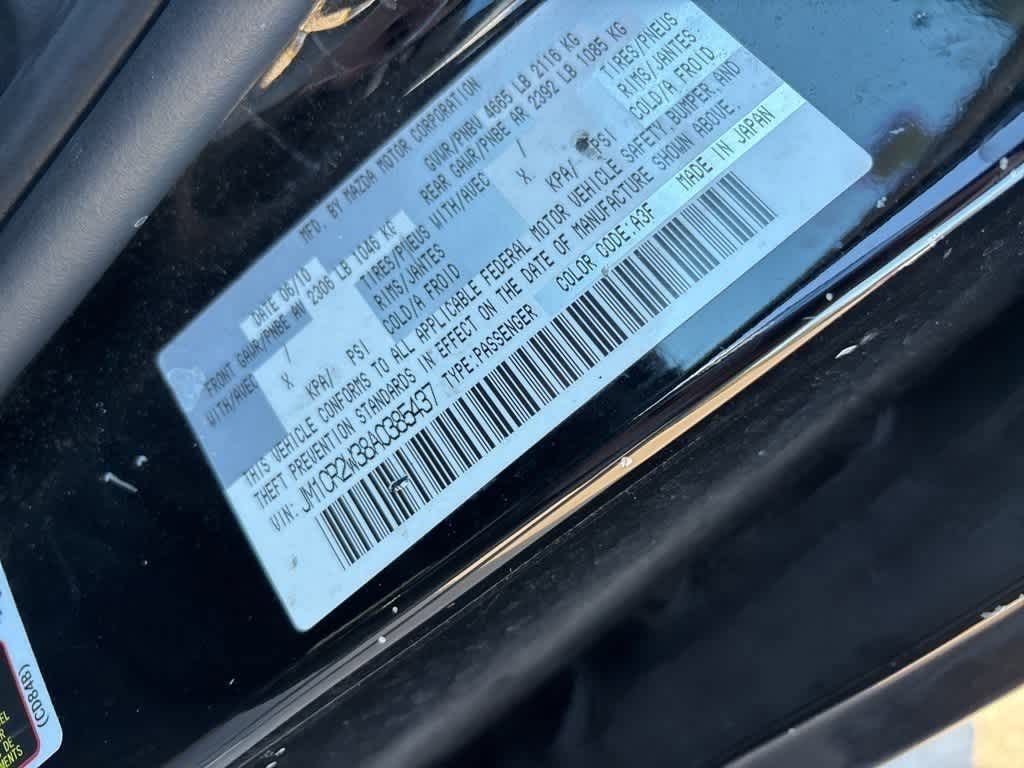 MFD. BY MAZDA MOTOR CORPORATION
DATE 06/10
GVWR/PNBV 4665 LB 2116 KG
FRONT GAWR/PNBE AV 2306 LB 1046 KG
REAR GAWR/PNBE AR 2392 LB 1085 KG
WITH/AVEC
TIRES/PNEUS WITH/AVEC
TIRES/PNEUS
/
RIMS/JANTES
/
RIMS/JANTES.
X
X.
KPA/ PSI
COLD/A FROID
KPA/ PSI
COLD/A FROID.
THIS VEHICLE CONFORMS TO ALL APPLICABLE FEDERAL MOTOR VEHICLE SAFETY, BUMPER, AND
THEFT PREVENTION STANDARDS IN EFFECT ON THE DATE OF MANUFACTURE SHOWN ABOVE.
VIN: JM1CR2W38A0385437 TYPE:PASSENGER
COLOR CODE.A3F
MADE IN JAPAN
(CD84B)